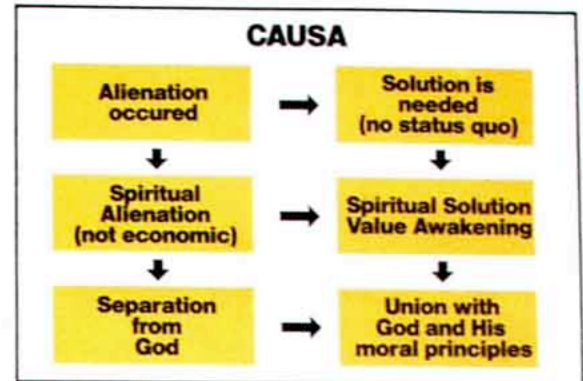 CAUSA
Alienation
occured
Solution is
needed
(no status quo)
Spiritual
Alienation
(not economic)
Spiritual Solution
Value Awakening
Separation
from
God
Union with
God and His
moral principles